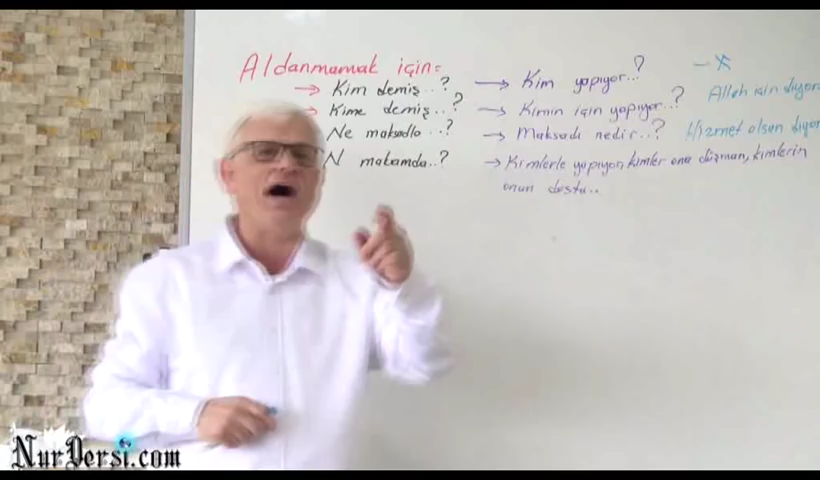 Aldanmamak için:
→ Kim demiş..? → Kim yapıyor..?
→ Kime demiş..? → Kimin için yapıyor..?
Ne maksadla..? → Maksadı nedir..?
N makamda..? → Kimlerle yapıyor, kimler ona düşman, kimlerin
onun dostu..
Allah için diyor
Hizmet olsun diyor
NurDersi.com